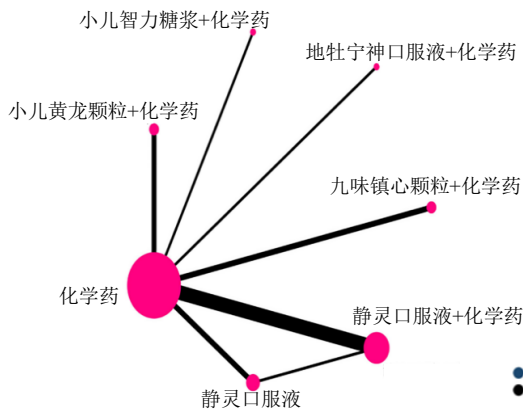 小儿智力糖浆+化学药
地牡宁神口服液+化学药
小儿黄龙颗粒+化学药
九味镇心颗粒+化学药
化学药
静灵口服液+化学药
静灵口服液